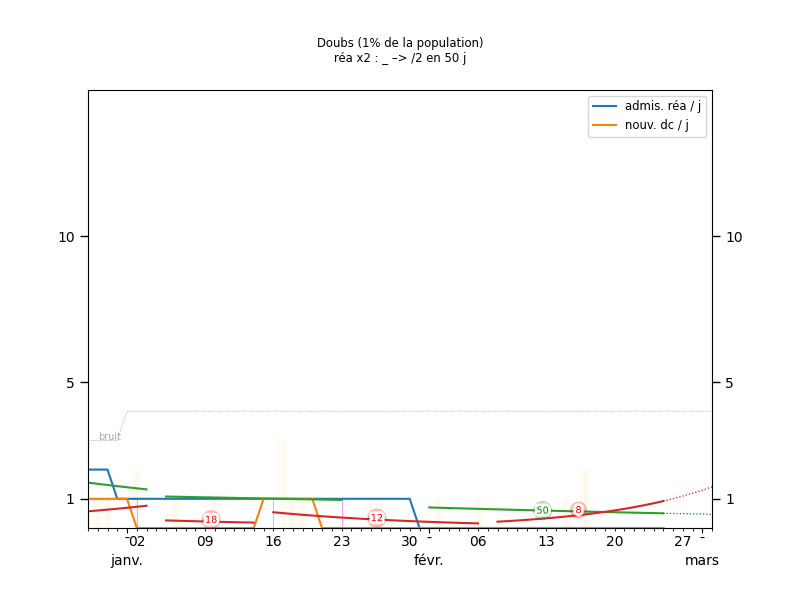 Doubs (1% de la population)
réa x2 : _ –> /2 en 50 j
admis. réa / j
nouv. dc / j
10 10
5 5
bruit
1 1
18 12 50 8
02 09 16 23 30 06 13 20 27
janv. févr. mars